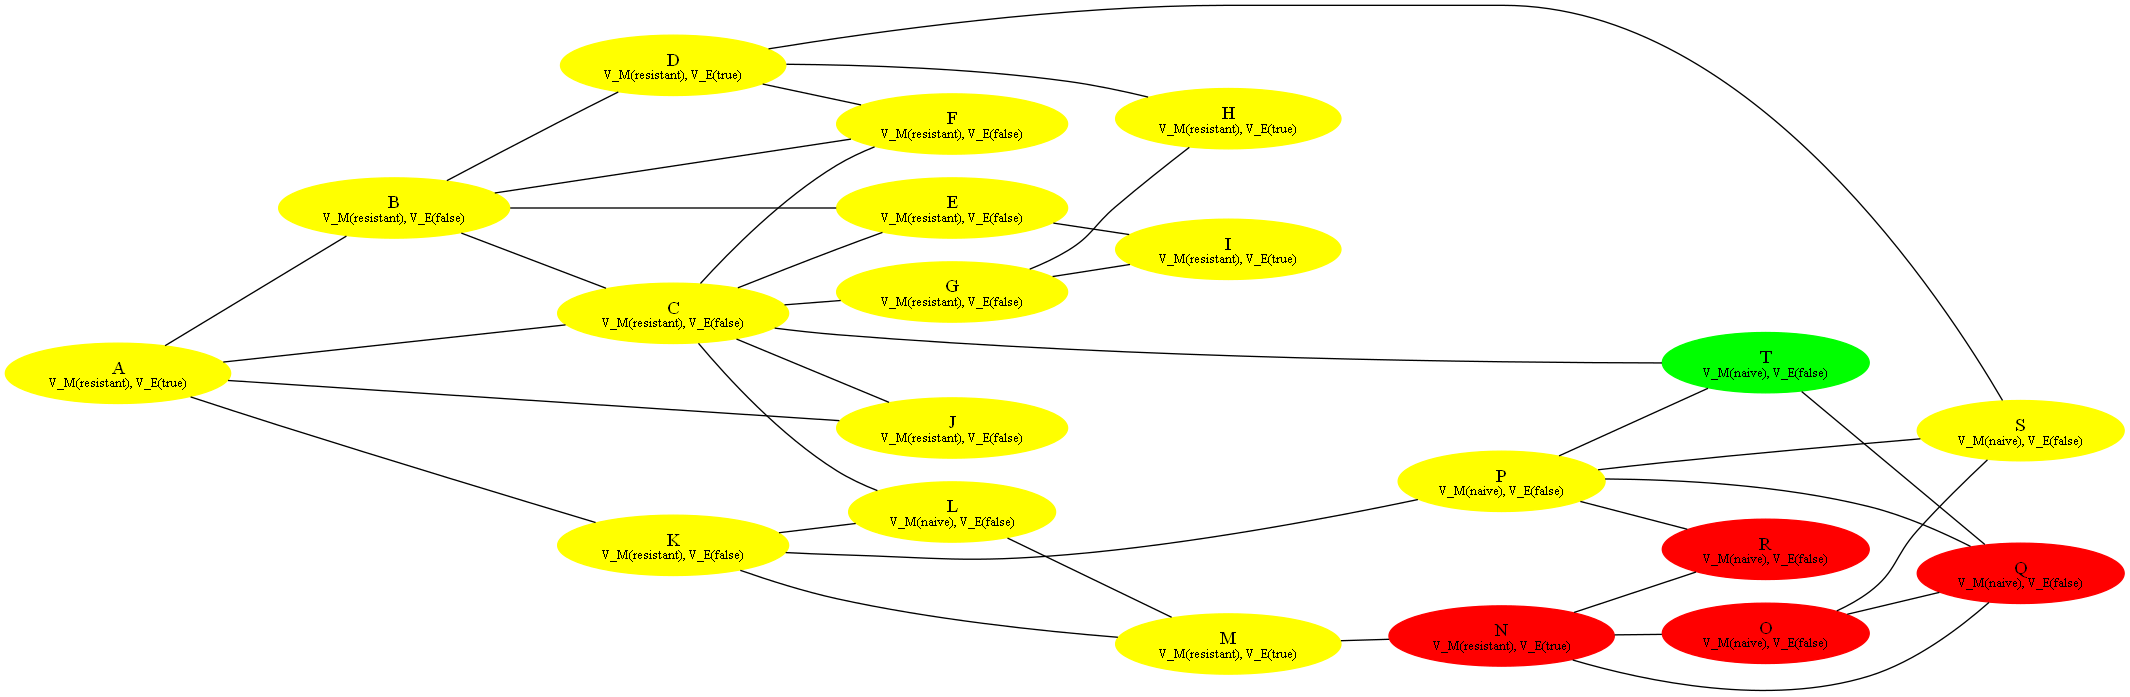 D
V_M(resistant), V_E(true)
F
V_M(resistant), V_E(false)
H
V_M(resistant), V_E(true)
B
V_M(resistant), V_E(false)
E
V_M(resistant), V_E(false)
I
V_M(resistant), V_E(true)
G
V_M(resistant), V_E(false)
C
V_M(resistant), V_E(false)
T
V_M(naive), V_E(false)
A
V_M(resistant), V_E(true)
J
V_M(resistant), V_E(false)
S
V_M(naive), V_E(false)
P
V_M(naive), V_E(false)
L
V_M(naive), V_E(false)
K
V_M(resistant), V_E(false)
R
V_M(naive), V_E(false)
Q
V_M(naive), V_E(false)
M
V_M(resistant), V_E(true)
N
V_M(resistant), V_E(true)
O
V_M(naive), V_E(false)